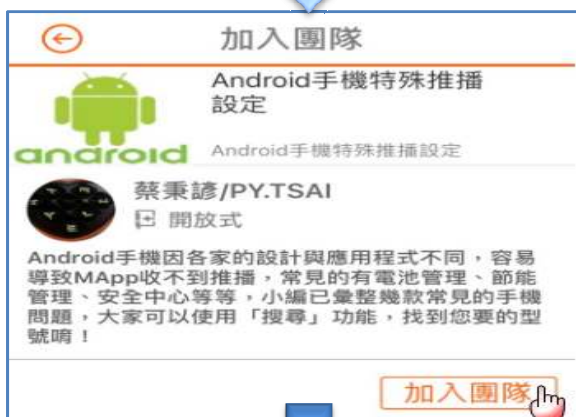 加入團隊
Android手機特殊推播
設定
android
Android手機特殊推播設定
蔡秉諺/PY.TSAI
開放式
Android手機因各家的設計與應用程式不同,容易
導致MApp收不到推播,常見的有電池管理、節能
管理、安全中心等等,小編已彙整幾款常見的手機
問題,大家可以使用「搜尋」功能,找到您要的型
號唷!
加入團隊